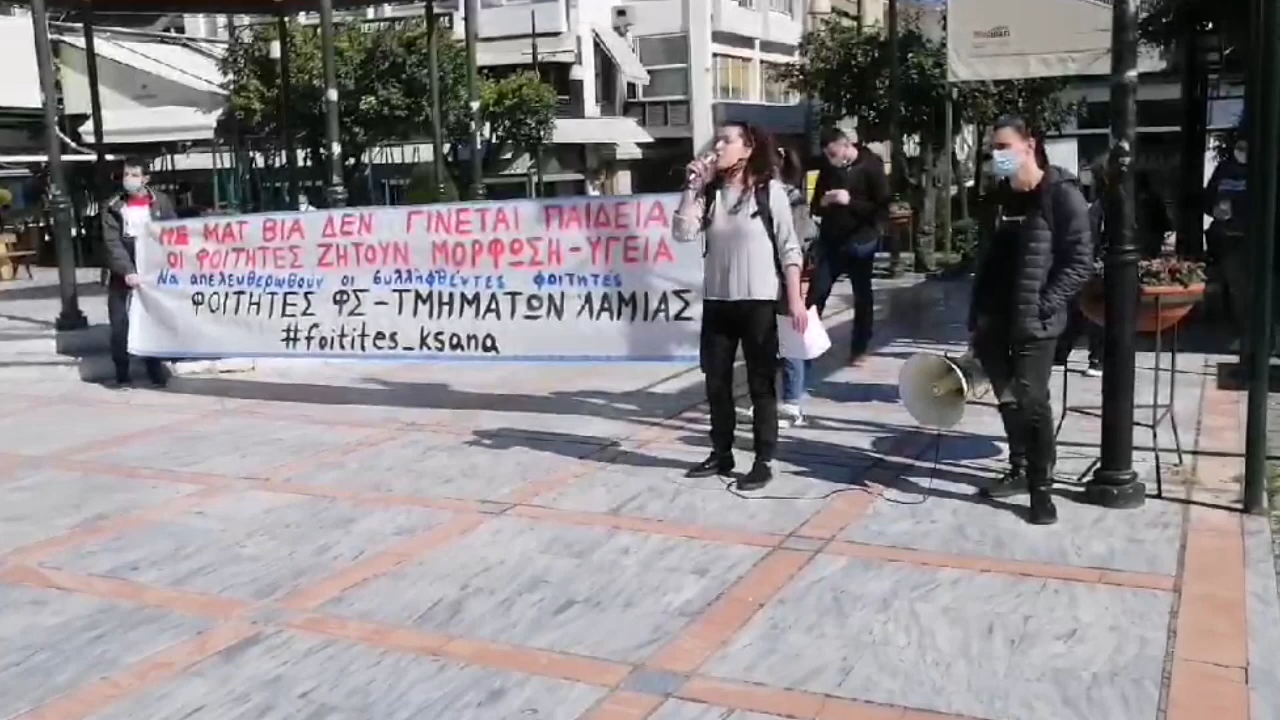 ΜΕ ΜΑΤ ΒΙΑ ΔΕΝ ΓΙΝΕΤΑΙ ΠΑΙΔΕΙΑ
ΟΙ ΦΟΙΤΗΤΕΣ ΖΗΤΟΥΝ ΜΟΡΦΩΣΗ-ΥΓΕΙΑ
Να απελευθερωθούν οι συλληφθέντες φοιτητές
ΦΟΙΤΗΤΕΣ ΦΣ-ΤΜΗΜΑΤΩΝ ΛΑΜΙΑΣ
#foitites_ksana